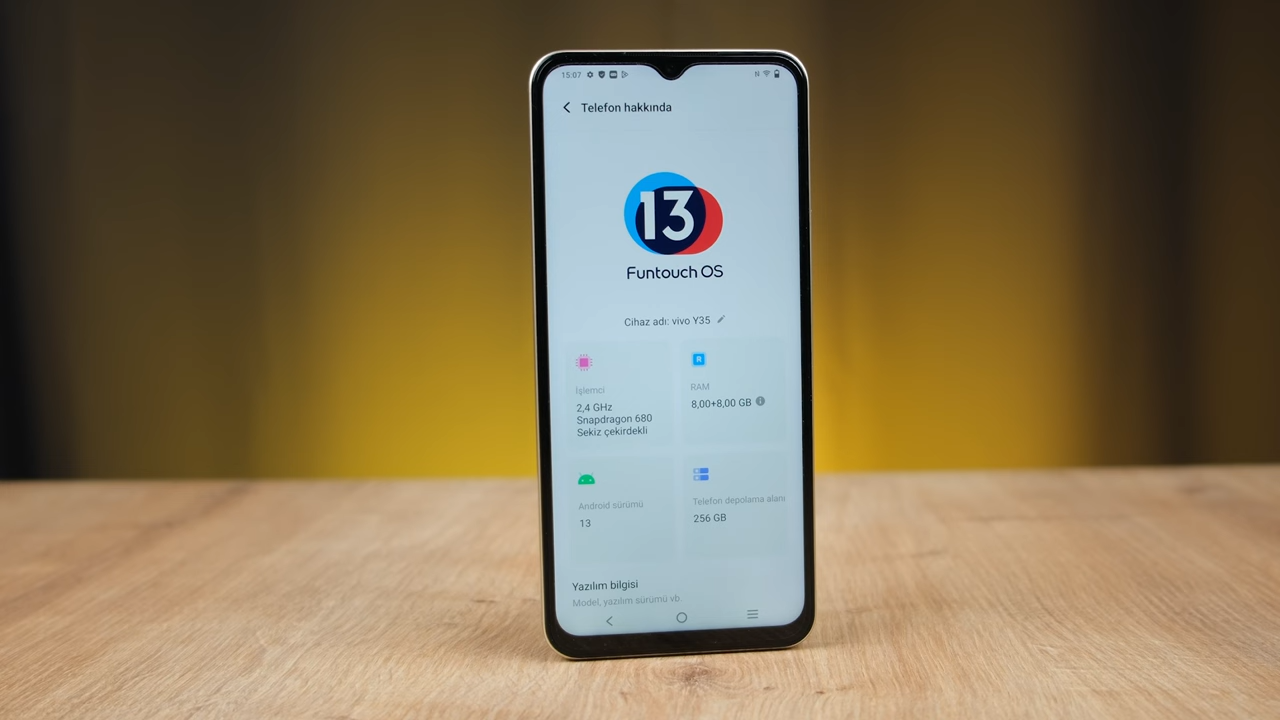 15:07
Telefon hakkında
13
Funtouch OS
Cihaz adı: vivo Y35
R
İşlemci
2,4 GHz
Snapdragon 680
Sekiz çekirdekli
RAM
8,00+8,00 GB
Android sürümü
13
Telefon depolama alanı
256 GB
Yazılım bilgisi
Model, yazılım sürümü vb.